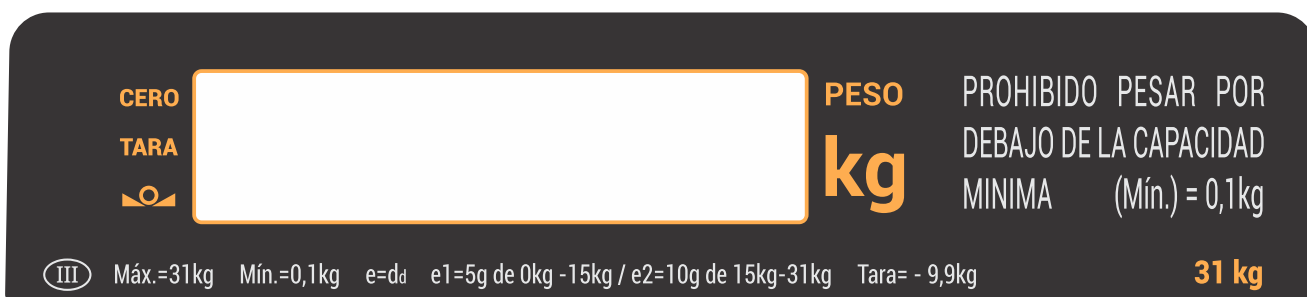 CERO
TARA
PESO
kg
PROHIBIDO PESAR POR
DEBAJO DE LA CAPACIDAD
MINIMA (Mín.) = 0,1kg
III Máx.=31kg Mín.=0,1kg e=dd e1=5g de 0kg -15kg / e2=10g de 15kg-31kg Tara= - 9,9kg 31 kg